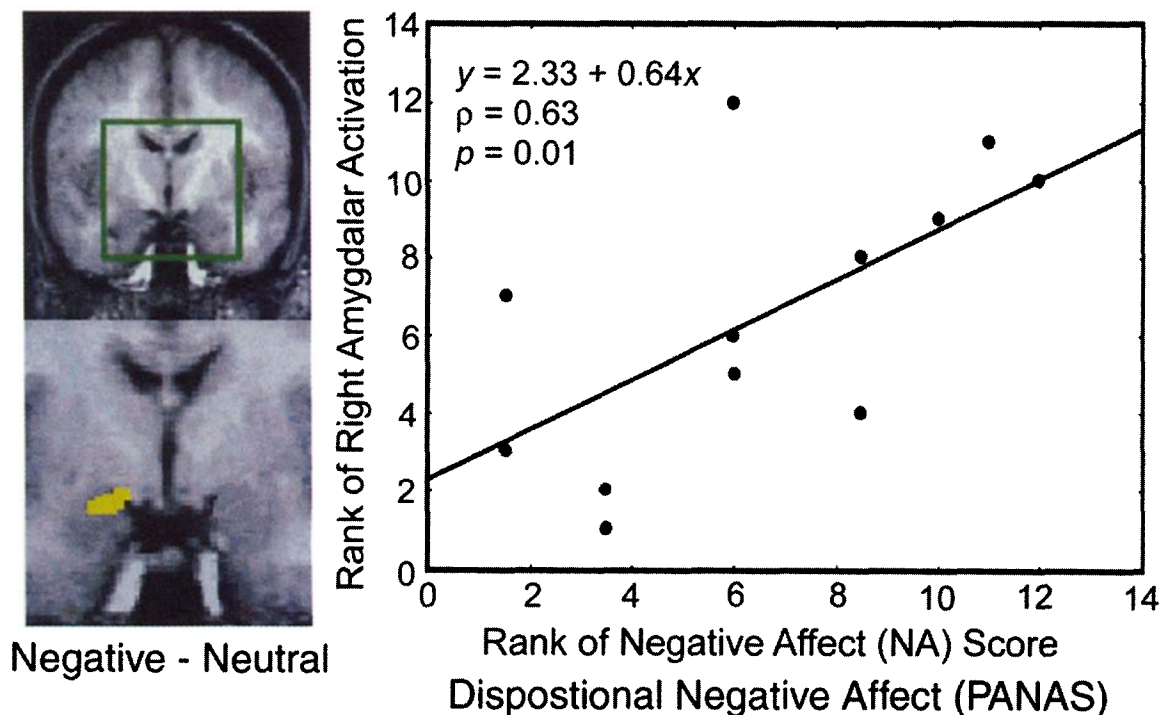 Negative - Neutral
Rank of Right Amygdalar Activation
14
12
10
8
6
4
2
0
y = 2.33 + 0.64x
ρ = 0.63
p = 0.01
0 2 4 6 8 10 12 14
Rank of Negative Affect (NA) Score
Dispostional Negative Affect (PANAS)